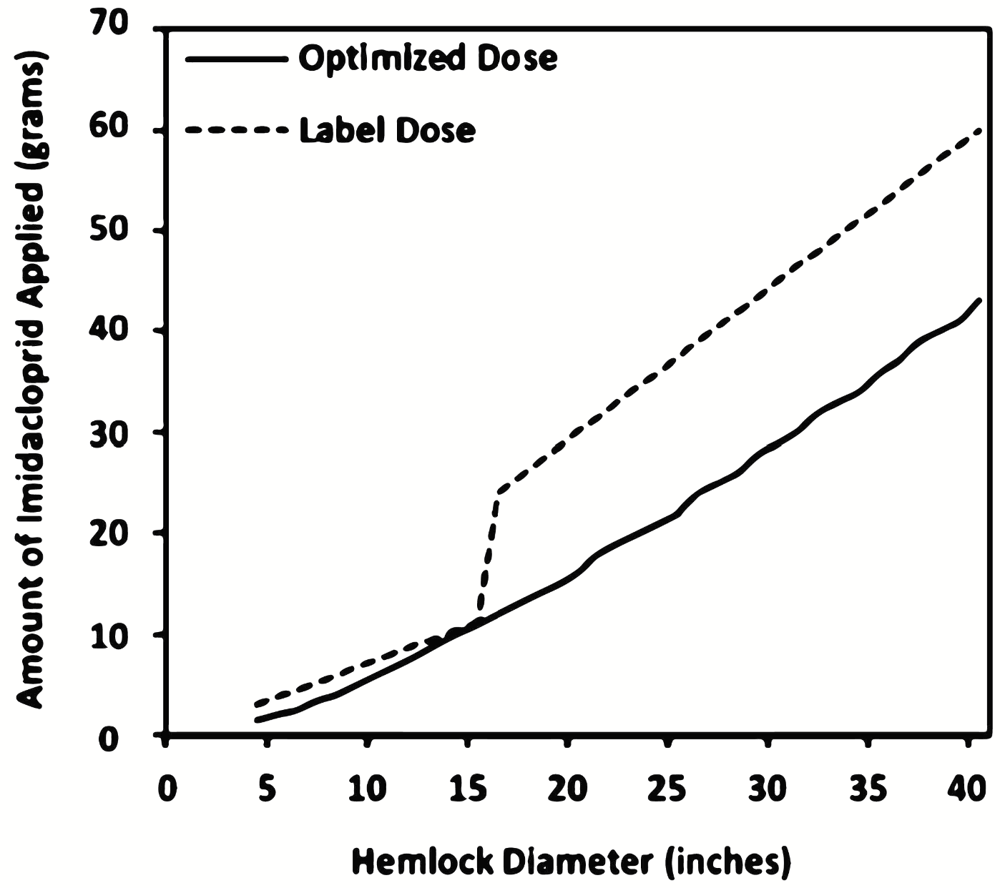 70
Optimized Dose
60
Label Dose
50
40
30
20
10
0
Amount of Imidacloprid Applied (grams)
0 5 10 15 20 25 30 35 40
Hemlock Diameter (inches)